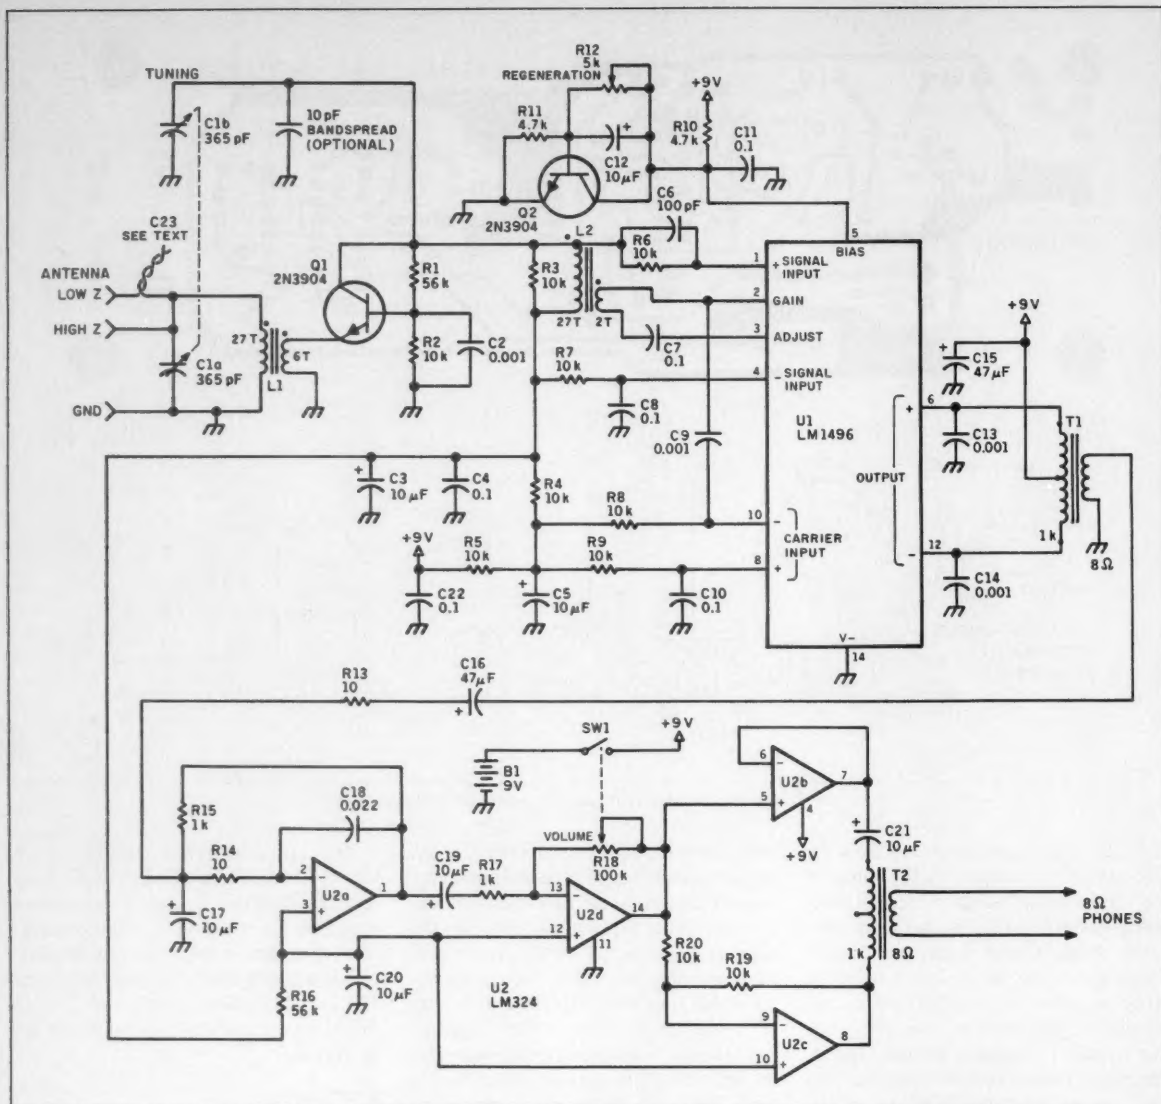 TUNING
C1b
365 pF
10 pF
BANDSPREAD
(OPTIONAL)
R12
5k
REGENERATION
R11
4.7k
C12
10µF
Q2
2N3904
+9V
R10
4.7k
C11
0.1
C23
SEE TEXT
ANTENNA
LOW Z
HIGH Z
GND
C1a
365 pF
27T
6T
L1
Q1
2N3904
R1
56k
R2
10k
C2
0.001
R3
10k
L2
27T
2T
C6
100pF
R6
10k
C7
0.1
R7
10k
C8
0.1
C9
0.001
1
+ SIGNAL
INPUT
2
GAIN
3
ADJUST
4
- SIGNAL
INPUT
5
BIAS
U1
LM1496
10
-
8
+
CARRIER
INPUT
OUTPUT
6
+
12
-
V-
14
+9V
+
C15
47µF
C13
0.001
C14
0.001
T1
1k
8Ω
+
C3
10µF
C4
0.1
R4
10k
R8
10k
+9V
R5
10k
R9
10k
C22
0.1
+
C5
10µF
C10
0.1
R13
10
C16
47µF
+
R15
1k
R14
10
C18
0.022
+
C17
10µF
2
-
3
+
U2a
1
C19
10µF
+
R17
1k
SW1
+9V
B1
9V
VOLUME
R18
100k
13
-
12
+
U2d
14
11
+
C20
10µF
R16
56k
U2
LM324
R20
10k
R19
10k
6
-
5
+
U2b
7
4
+9V
9
-
10
+
U2c
8
+
C21
10µF
T2
1k
8Ω
8Ω
PHONES